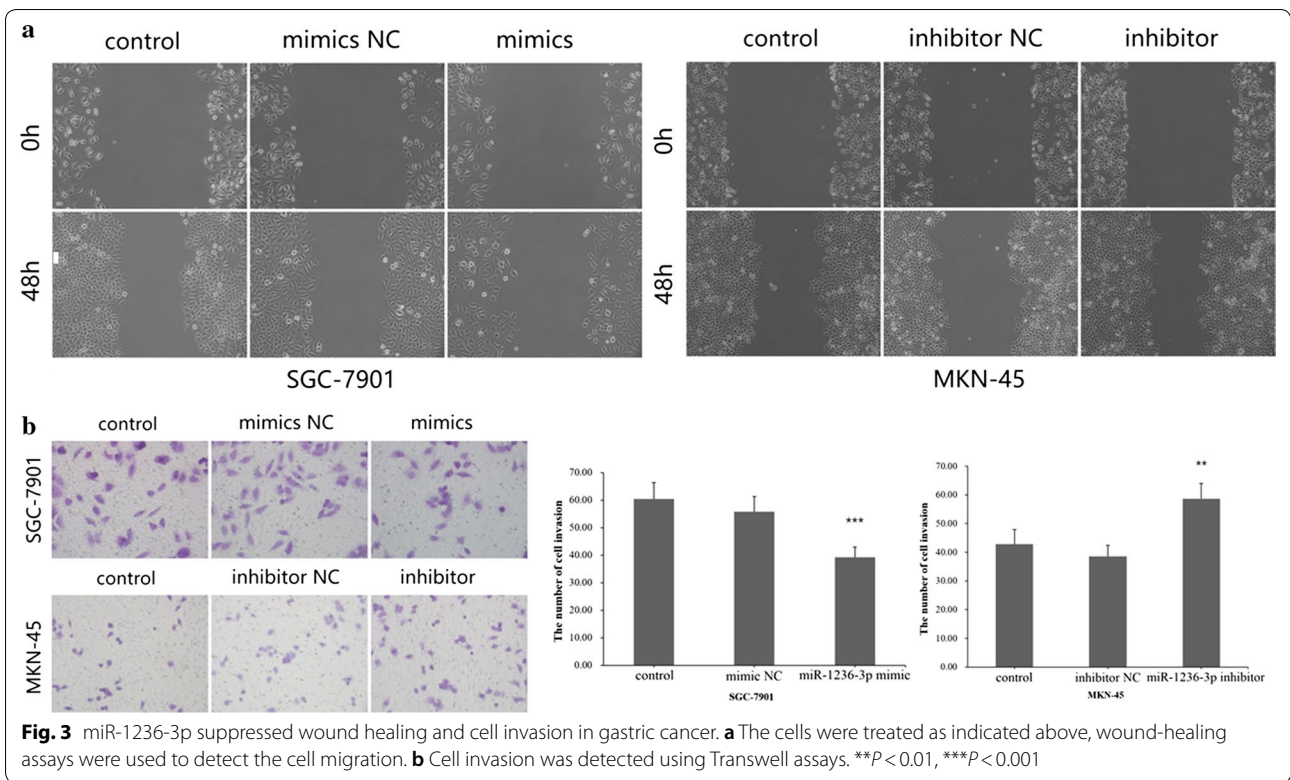 a
control mimics NC mimics
control inhibitor NC inhibitor
0h
0h
48h
48h
SGC-7901
MKN-45
b
control mimics NC mimics
SGC-7901
control inhibitor NC inhibitor
MKN-45
The number of cell invasion
70.00
60.00
50.00
40.00
30.00
20.00
10.00
0.00
***
control mimic NC miR-1236-3p mimic
SGC-7901
The number of cell invasion
70.00
60.00
50.00
40.00
30.00
20.00
10.00
0.00
**
control inhibitor NC miR-1236-3p inhibitor
MKN-45
Fig. 3 miR-1236-3p suppressed wound healing and cell invasion in gastric cancer. a The cells were treated as indicated above, wound-healing
assays were used to detect the cell migration. b Cell invasion was detected using Transwell assays. **P < 0.01, ***P < 0.001